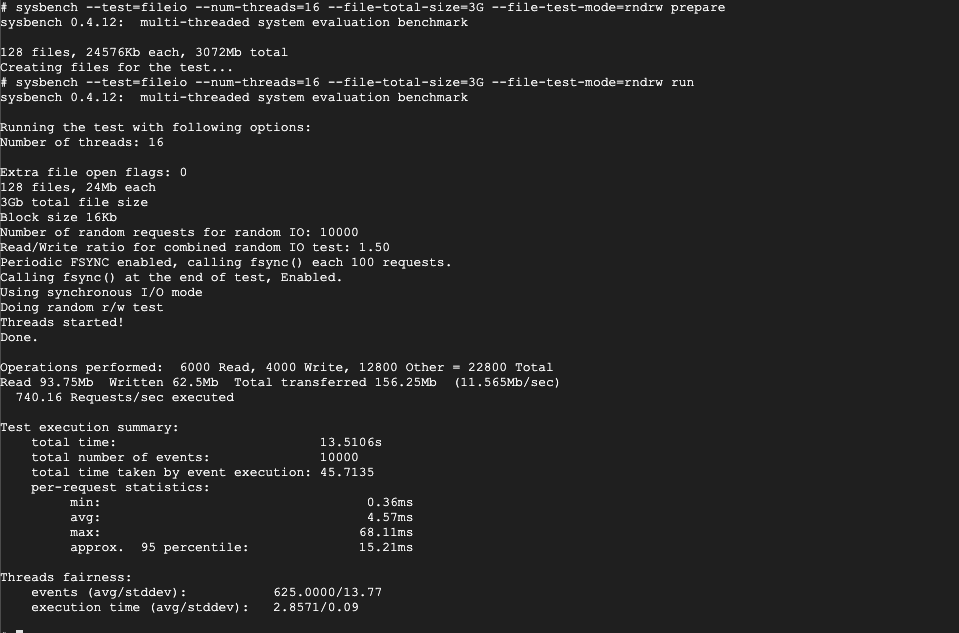 # sysbench --test=fileio --num-threads=16 --file-total-size=3G --file-test-mode=rndrw prepare
sysbench 0.4.12:  multi-threaded system evaluation benchmark

128 files, 24576Kb each, 3072Mb total
Creating files for the test...
# sysbench --test=fileio --num-threads=16 --file-total-size=3G --file-test-mode=rndrw run
sysbench 0.4.12:  multi-threaded system evaluation benchmark

Running the test with following options:
Number of threads: 16

Extra file open flags: 0
128 files, 24Mb each
3Gb total file size
Block size 16Kb
Number of random requests for random IO: 10000
Read/Write ratio for combined random IO test: 1.50
Periodic FSYNC enabled, calling fsync() each 100 requests.
Calling fsync() at the end of test, Enabled.
Using synchronous I/O mode
Doing random r/w test
Threads started!
Done.

Operations performed:  6000 Read, 4000 Write, 12800 Other = 22800 Total
Read 93.75Mb  Written 62.5Mb  Total transferred 156.25Mb  (11.565Mb/sec)
  740.16 Requests/sec executed

Test execution summary:
    total time:                          13.5106s
    total number of events:              10000
    total time taken by event execution: 45.7135
    per-request statistics:
         min:                                  0.36ms
         avg:                                  4.57ms
         max:                                 68.11ms
         approx.  95 percentile:              15.21ms

Threads fairness:
    events (avg/stddev):           625.0000/13.77
    execution time (avg/stddev):   2.8571/0.09